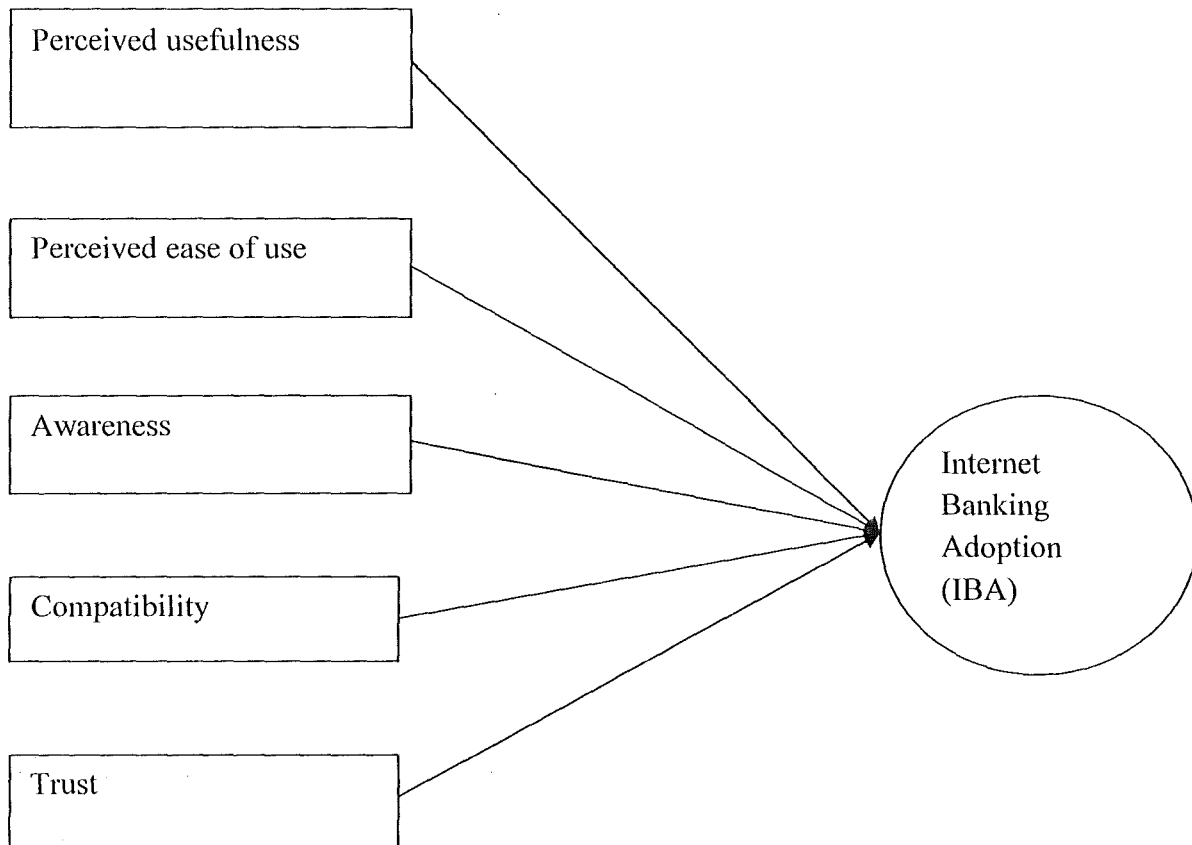 Perceived usefulness
Perceived ease of use
Awareness
Compatibility
Trust
Internet
Banking
Adoption
(IBA)